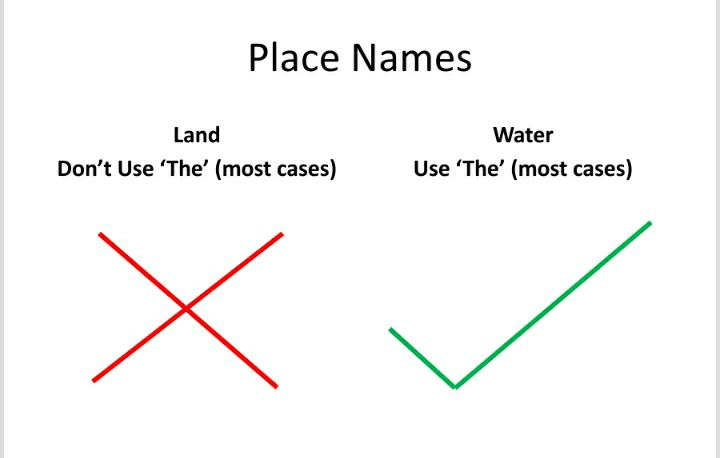 Place Names
Land
Don’t Use ‘The’ (most cases)
Water
Use ‘The’ (most cases)